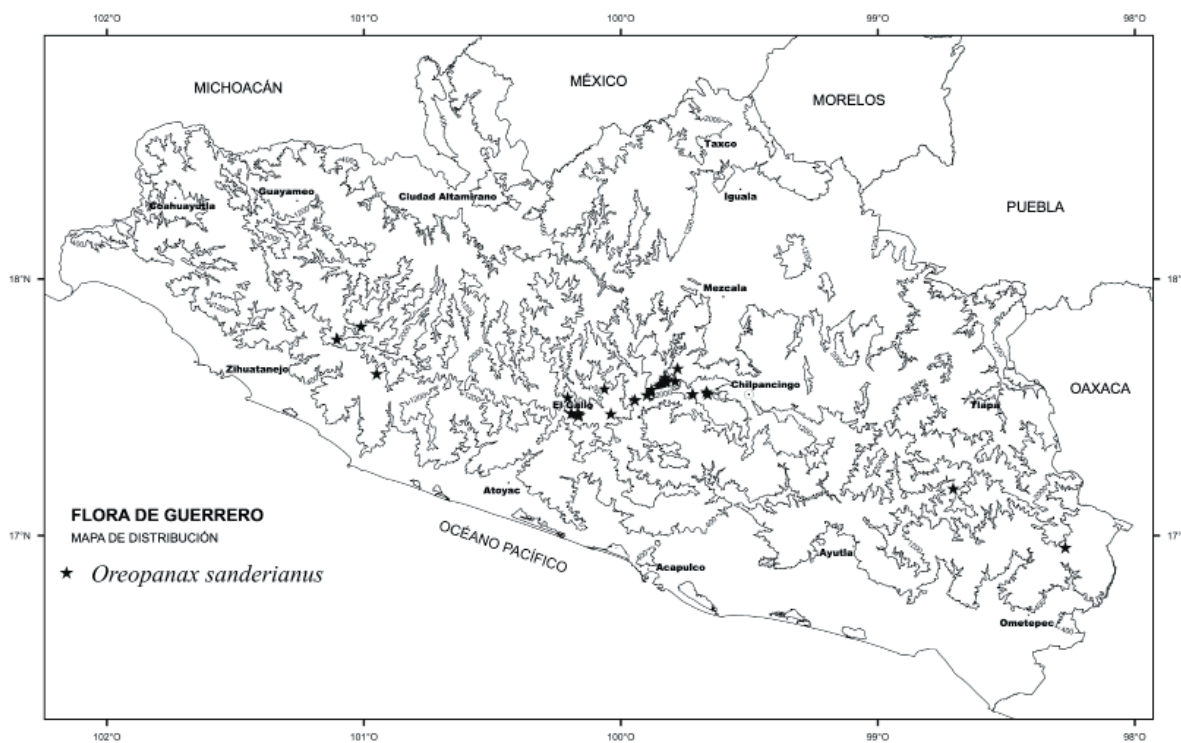 102°O 101°O 100°O 99°O 98°O
MICHOACÁN
MÉXICO
MORELOS
PUEBLA
OAXACA
Taxco
Iguala
Guayameo
Ciudad Altamirano
Coahuayutla
18°N
18°N
Mezcala
Zihuatanejo
Chilpancingo
El Gallo
Tlapa
Atoyac
OCÉANO PACÍFICO
Acapulco
Ayutla
Ometepec
17°N
17°N
FLORA DE GUERRERO
MAPA DE DISTRIBUCIÓN
★ Oreopanax sanderianus
102°O 101°O 100°O 99°O 98°O